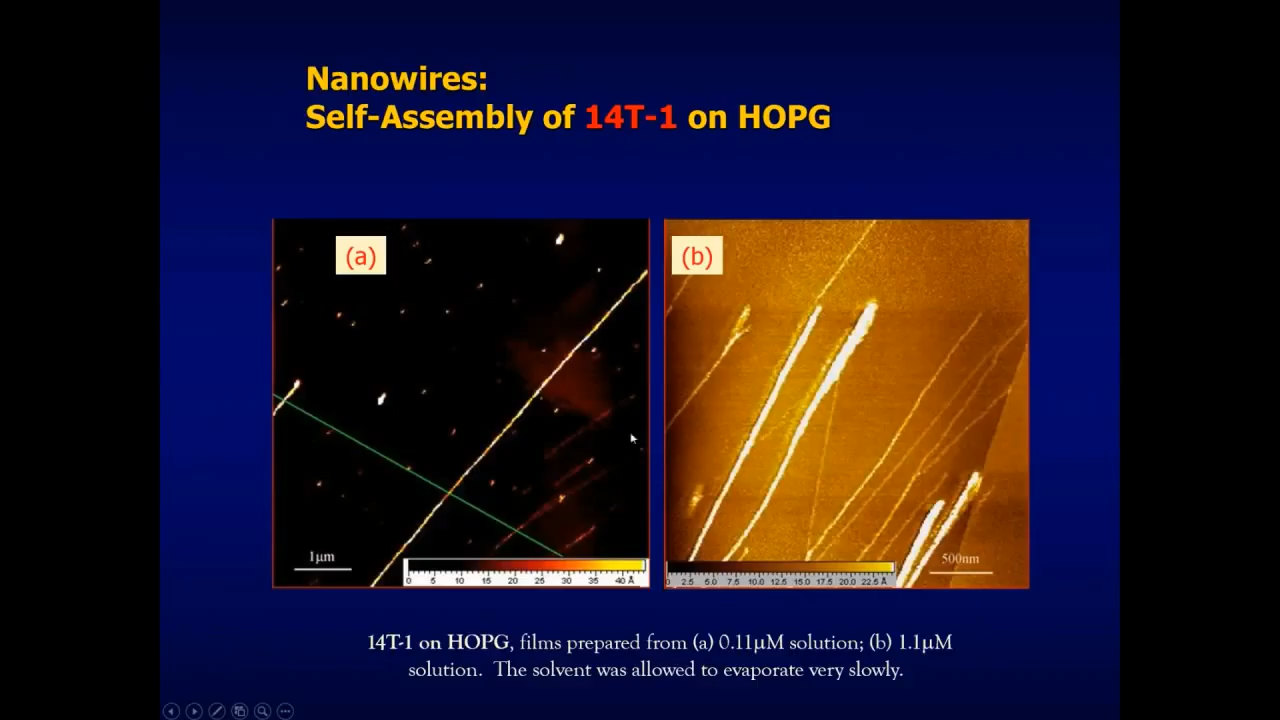 Nanowires:
Self-Assembly of 14T-1 on HOPG
(a)
(b)
1μm
0 5 10 15 20 25 30 35 40 Å
500nm
0 2.5 5.0 7.5 10.0 12.5 15.0 17.5 20.0 22.5 Å
14T-1 on HOPG, films prepared from (a) 0.11μM solution; (b) 1.1μM
solution. The solvent was allowed to evaporate very slowly.